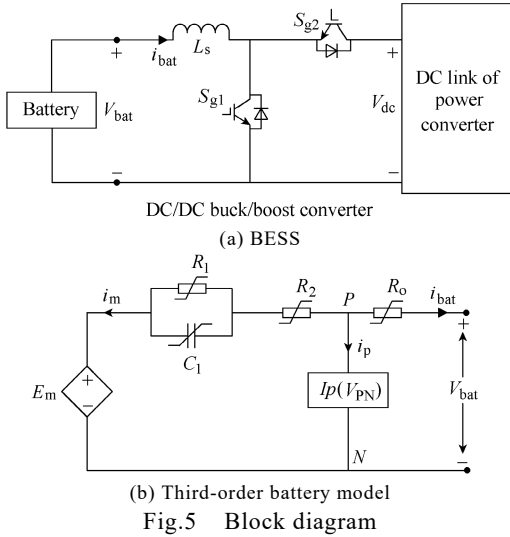 S_g2
+
i_bat
L_s
+
S_g1
Battery
V_bat
V_dc
DC link of
power
converter
−
−
DC/DC buck/boost converter
(a) BESS
R_1
i_m
R_2
P
R_o
i_bat
C_1
i_p
+
+
E_m
−
Ip(V_PN)
V_bat
N
−
(b) Third-order battery model
Fig.5 Block diagram